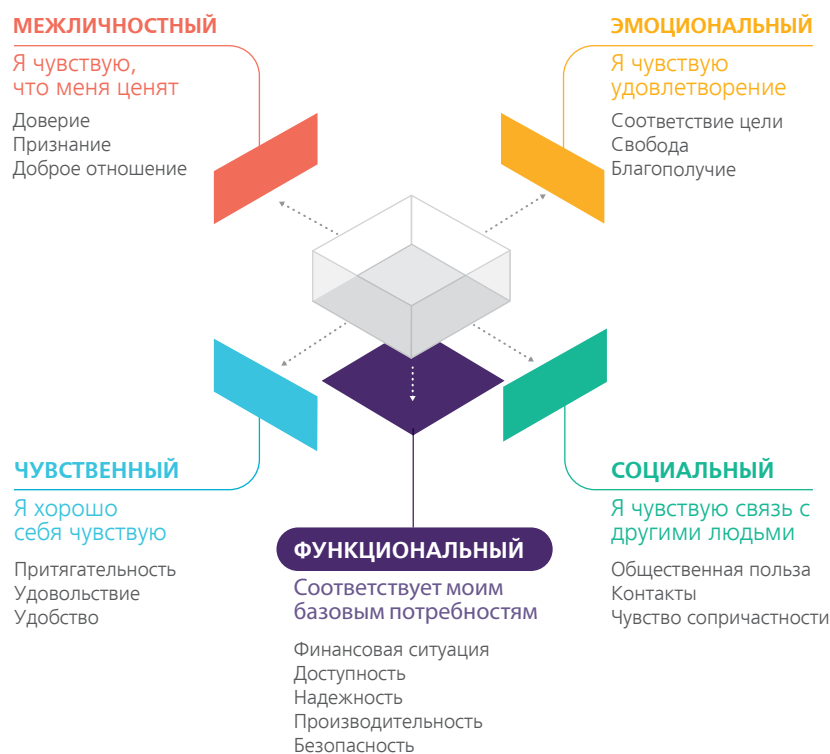 МЕЖЛИЧНОСТНЫЙ
Я чувствую,
что меня ценят
Доверие
Признание
Доброе отношение
ЭМОЦИОНАЛЬНЫЙ
Я чувствую
удовлетворение
Соответствие цели
Свобода
Благополучие
ЧУВСТВЕННЫЙ
Я хорошо
себя чувствую
Притягательность
Удовольствие
Удобство
ФУНКЦИОНАЛЬНЫЙ
Соответствует моим
базовым потребностям
Финансовая ситуация
Доступность
Надежность
Производительность
Безопасность
СОЦИАЛЬНЫЙ
Я чувствую связь с
другими людьми
Общественная польза
Контакты
Чувство сопричастности